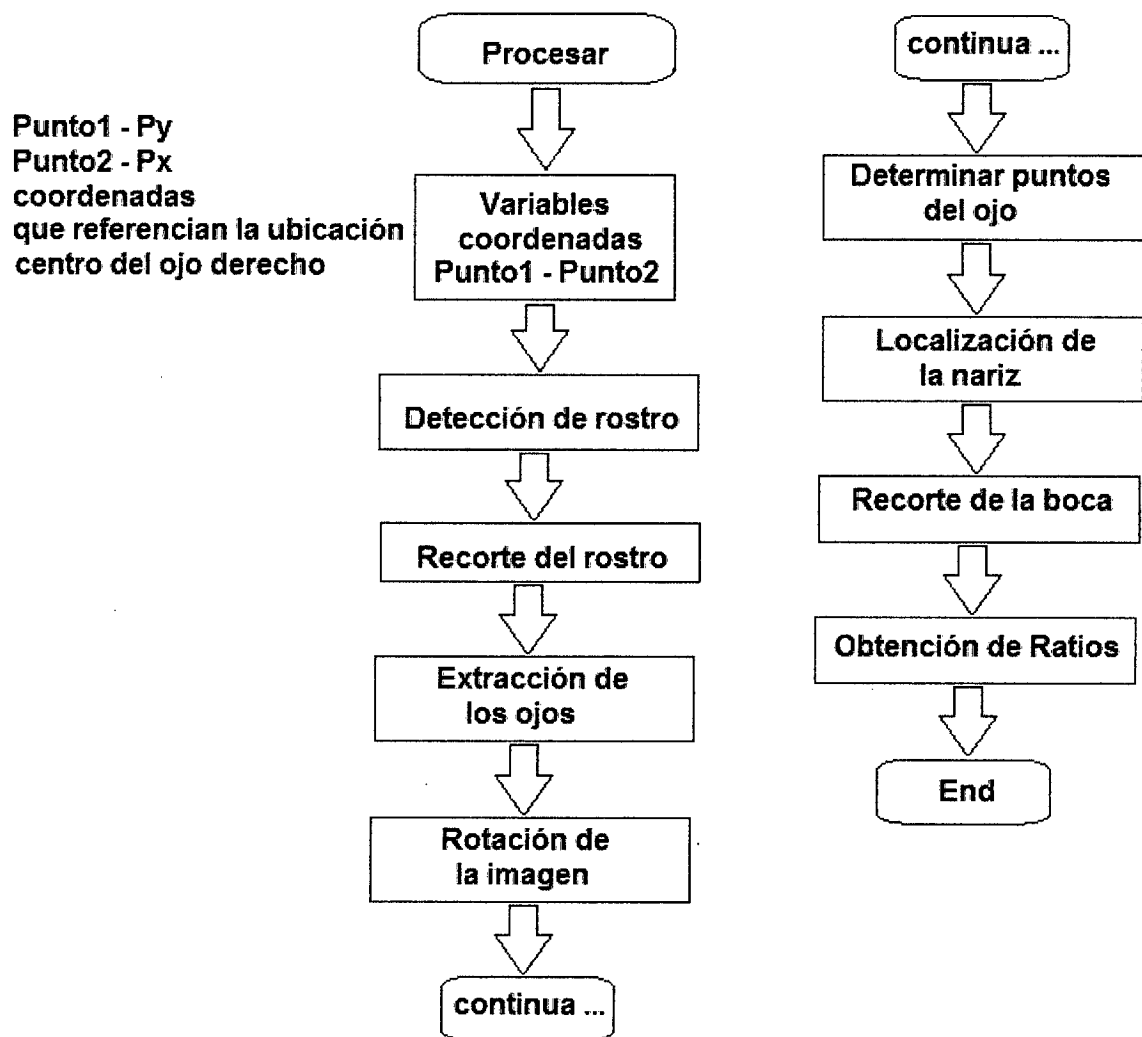 Procesar
Punto1 - Py
Punto2 - Px
coordenadas
que referencian la ubicación
centro del ojo derecho
Variables
coordenadas
Punto1 - Punto2
Detección de rostro
Recorte del rostro
Extracción de
los ojos
Rotación de
la imagen
continua ...
continua ...
Determinar puntos
del ojo
Localización de
la nariz
Recorte de la boca
Obtención de Ratios
End